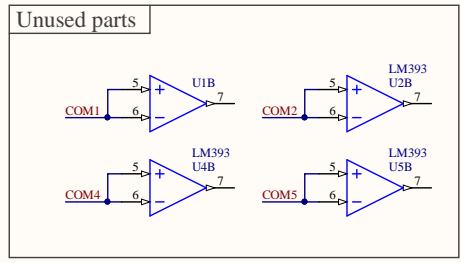 Unused parts
5
+
U1B
7
COM1
6
−
LM393
5
+
U2B
7
COM2
6
−
LM393
5
+
U4B
7
COM4
6
−
LM393
5
+
U5B
7
COM5
6
−